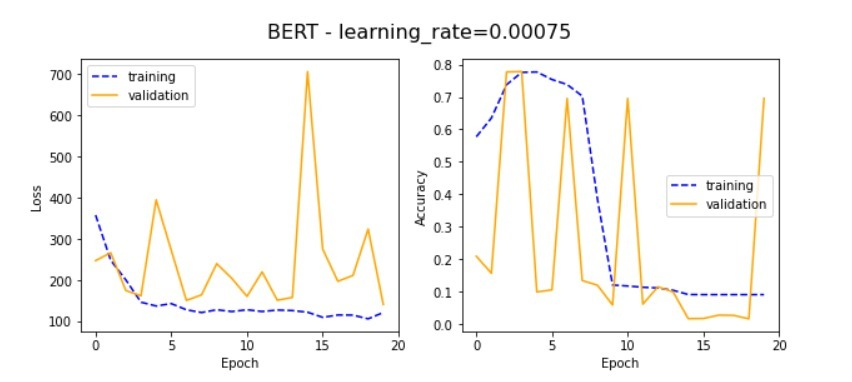 BERT - learning_rate=0.00075
700
600
500
400
300
200
100
Loss
training
validation
0
5
10
15
20
Epoch
0.8
0.7
0.6
0.5
0.4
0.3
0.2
0.1
0.0
Accuracy
training
validation
0
5
10
15
20
Epoch